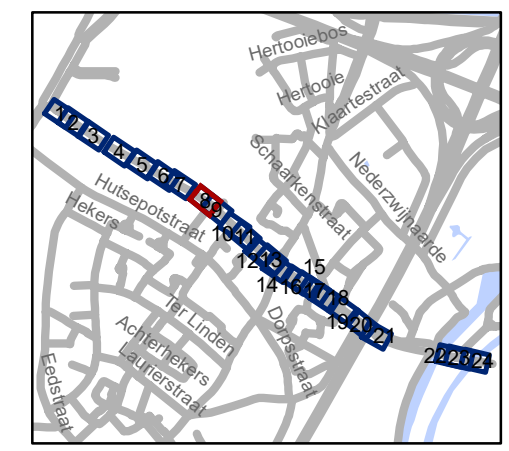 Hertooiebos
Hertooie
Klaartestraat
Schaarkenstraat
Nederzwijnaarde
Hutsepotstraat
Hekers
Ter Linden
Achterhekers
Laurierstraat
Eedstraat
Dorpsstraat
1
2
3
4
5
6
7
8
9
10
11
12
13
14
15
16
17
18
19
20
21
22
23
24